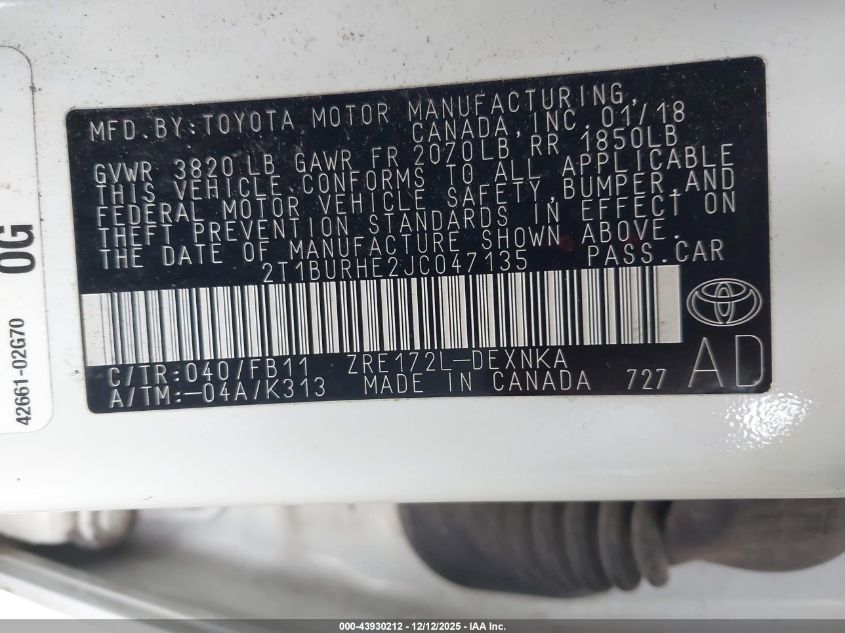 MFD.BY:TOYOTA MOTOR MANUFACTURING,
CANADA,INC. 01/18
GVWR 3820 LB GAWR FR 2070LB RR 1850LB
THIS VEHICLE CONFORMS TO ALL APPLICABLE
FEDERAL MOTOR VEHICLE SAFETY,BUMPER,AND
THEFT PREVENTION STANDARDS IN EFFECT ON
THE DATE OF MANUFACTURE SHOWN ABOVE.
2T1BURHE2JC047135 PASS.CAR
C/TR:040/FB11 ZRE172L-DEXNKA
A/TM:-04A/K313 MADE IN CANADA 727
AD
0G
42661-02G70
000-43930212 - 12/12/2025 - IAA Inc.